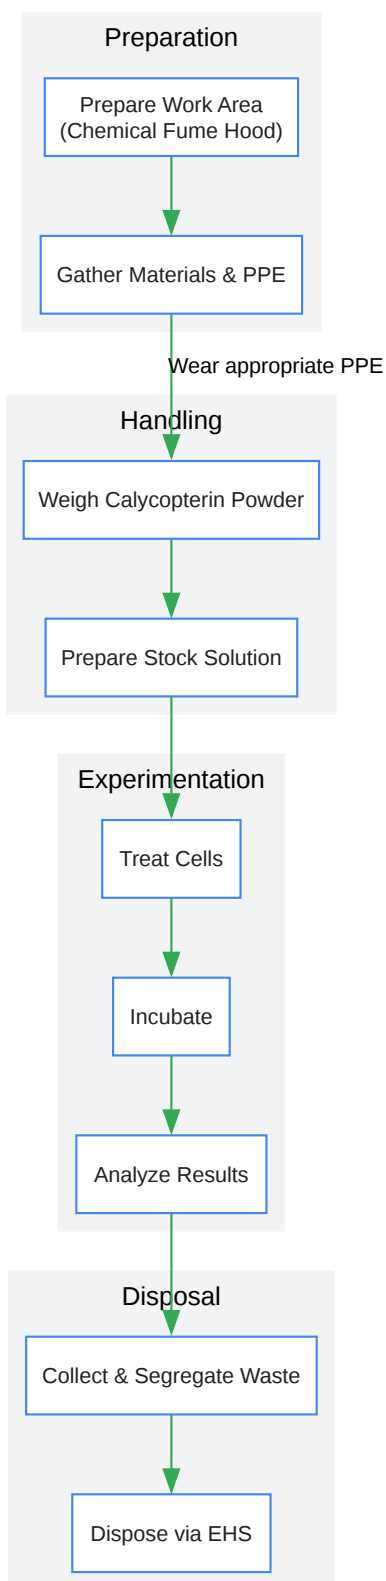 Preparation
Prepare Work Area
(Chemical Fume Hood)
Gather Materials & PPE
Wear appropriate PPE
Handling
Weigh Calycopterin Powder
Prepare Stock Solution
Experimentation
Treat Cells
Incubate
Analyze Results
Disposal
Collect & Segregate Waste
Dispose via EHS